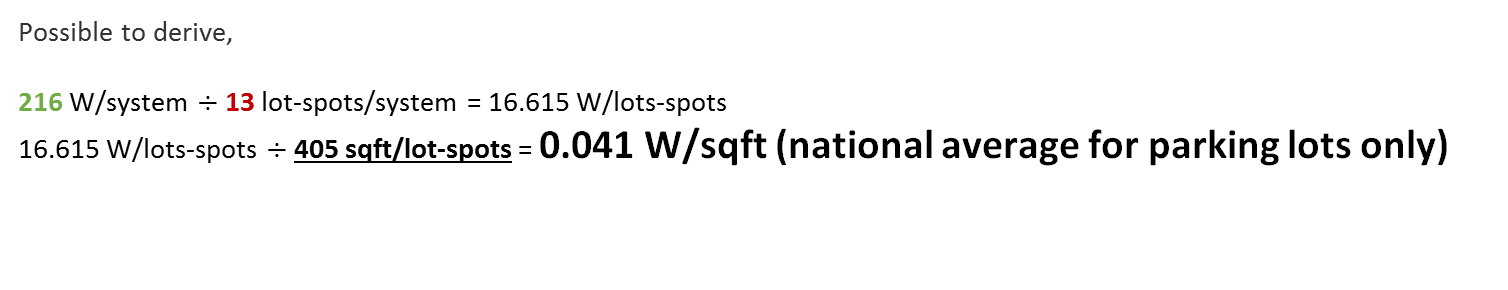 Possible to derive,
216 W/system ÷ 13 lot-spots/system = 16.615 W/lots-spots
16.615 W/lots-spots ÷ 405 sqft/lot-spots = 0.041 W/sqft (national average for parking lots only)